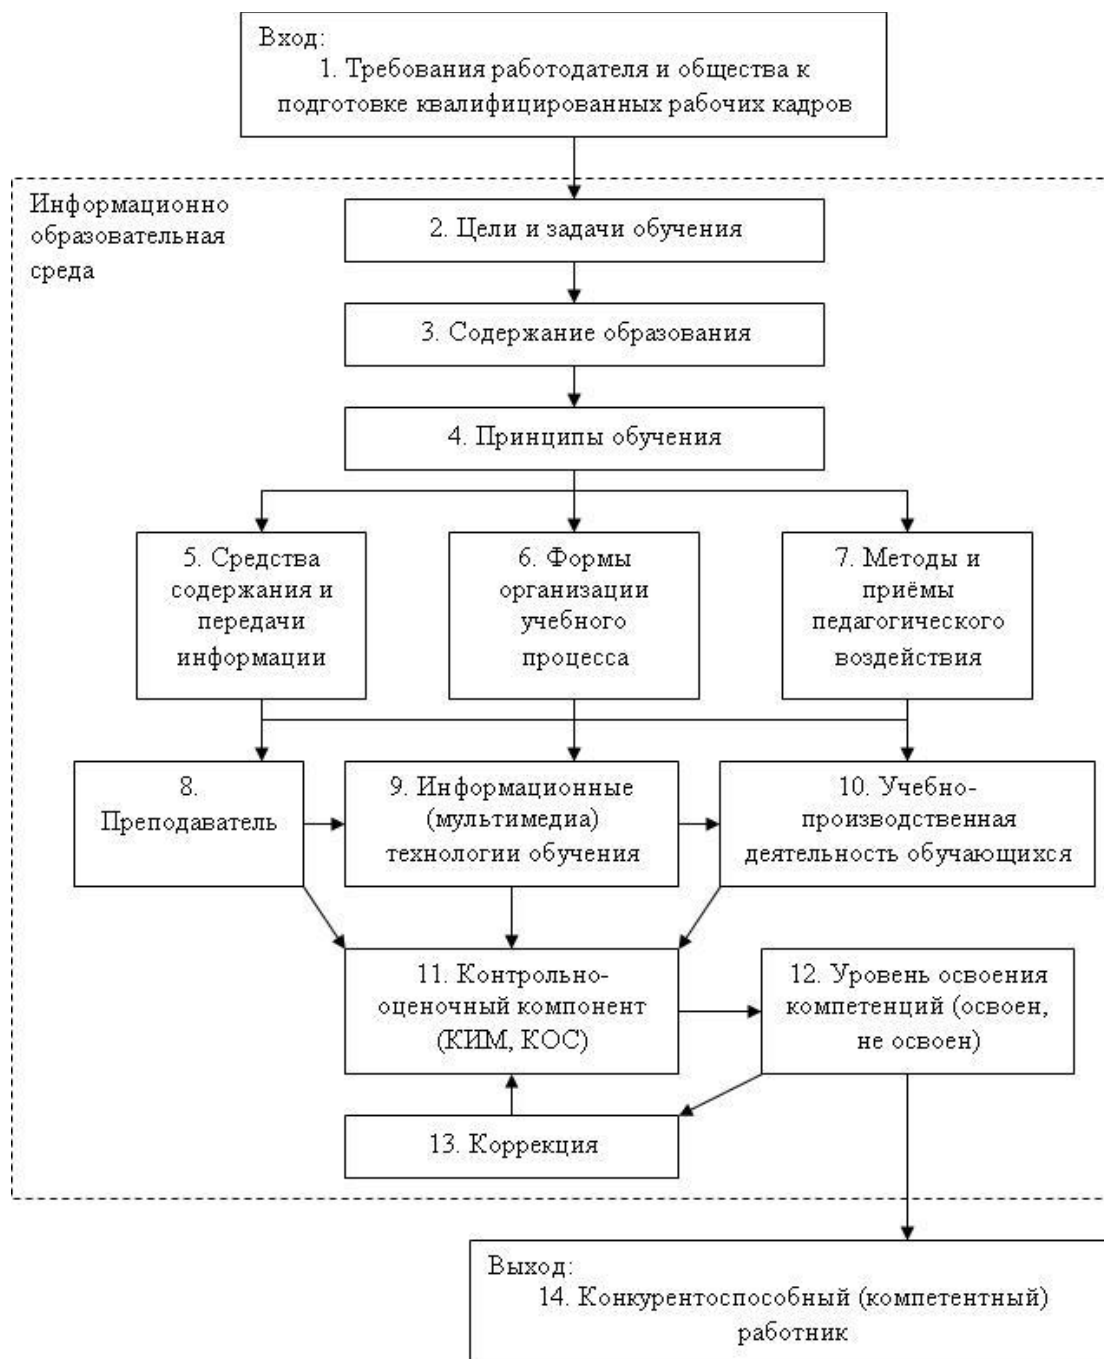 Вход:
1. Требования работодателя и общества к
подготовке квалифицированных рабочих кадров
Информационно
образовательная
среда
2. Цели и задачи обучения
3. Содержание образования
4. Принципы обучения
5. Средства
содержания и
передачи
информации
6. Формы
организации
учебного
процесса
7. Методы и
приёмы
педагогического
воздействия
8.
Преподаватель
9. Информационные
(мультимедиа)
технологии обучения
10. Учебно-
производственная
деятельность обучающихся
11. Контрольно-
оценочный компонент
(КИМ, КОС)
12. Уровень освоения
компетенций (освоен,
не освоен)
13. Коррекция
Выход:
14. Конкурентоспособный (компетентный)
работник